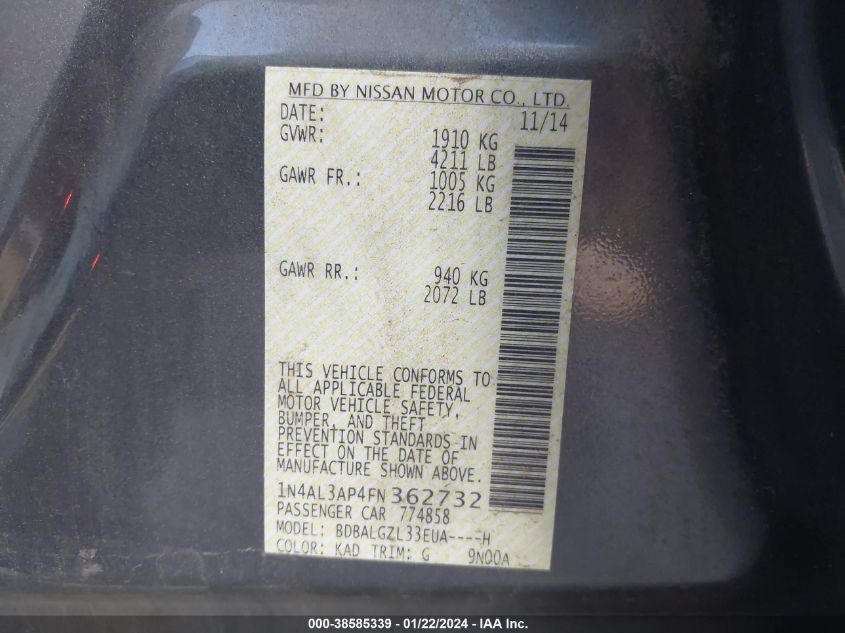 MFD BY NISSAN MOTOR CO., LTD.
DATE: 11/14
GVWR: 1910 KG
4211 LB
GAWR FR.: 1005 KG
2216 LB
GAWR RR.: 940 KG
2072 LB
THIS VEHICLE CONFORMS TO
ALL APPLICABLE FEDERAL
MOTOR VEHICLE SAFETY,
BUMPER, AND THEFT
PREVENTION STANDARDS IN
EFFECT ON THE DATE OF
MANUFACTURE SHOWN ABOVE.
1N4AL3AP4FN362732
PASSENGER CAR 774858
MODEL: BDBALGZL33EUA----H
COLOR: KAD TRIM: G 9N00A
000-38585339 - 01/22/2024 - IAA Inc.